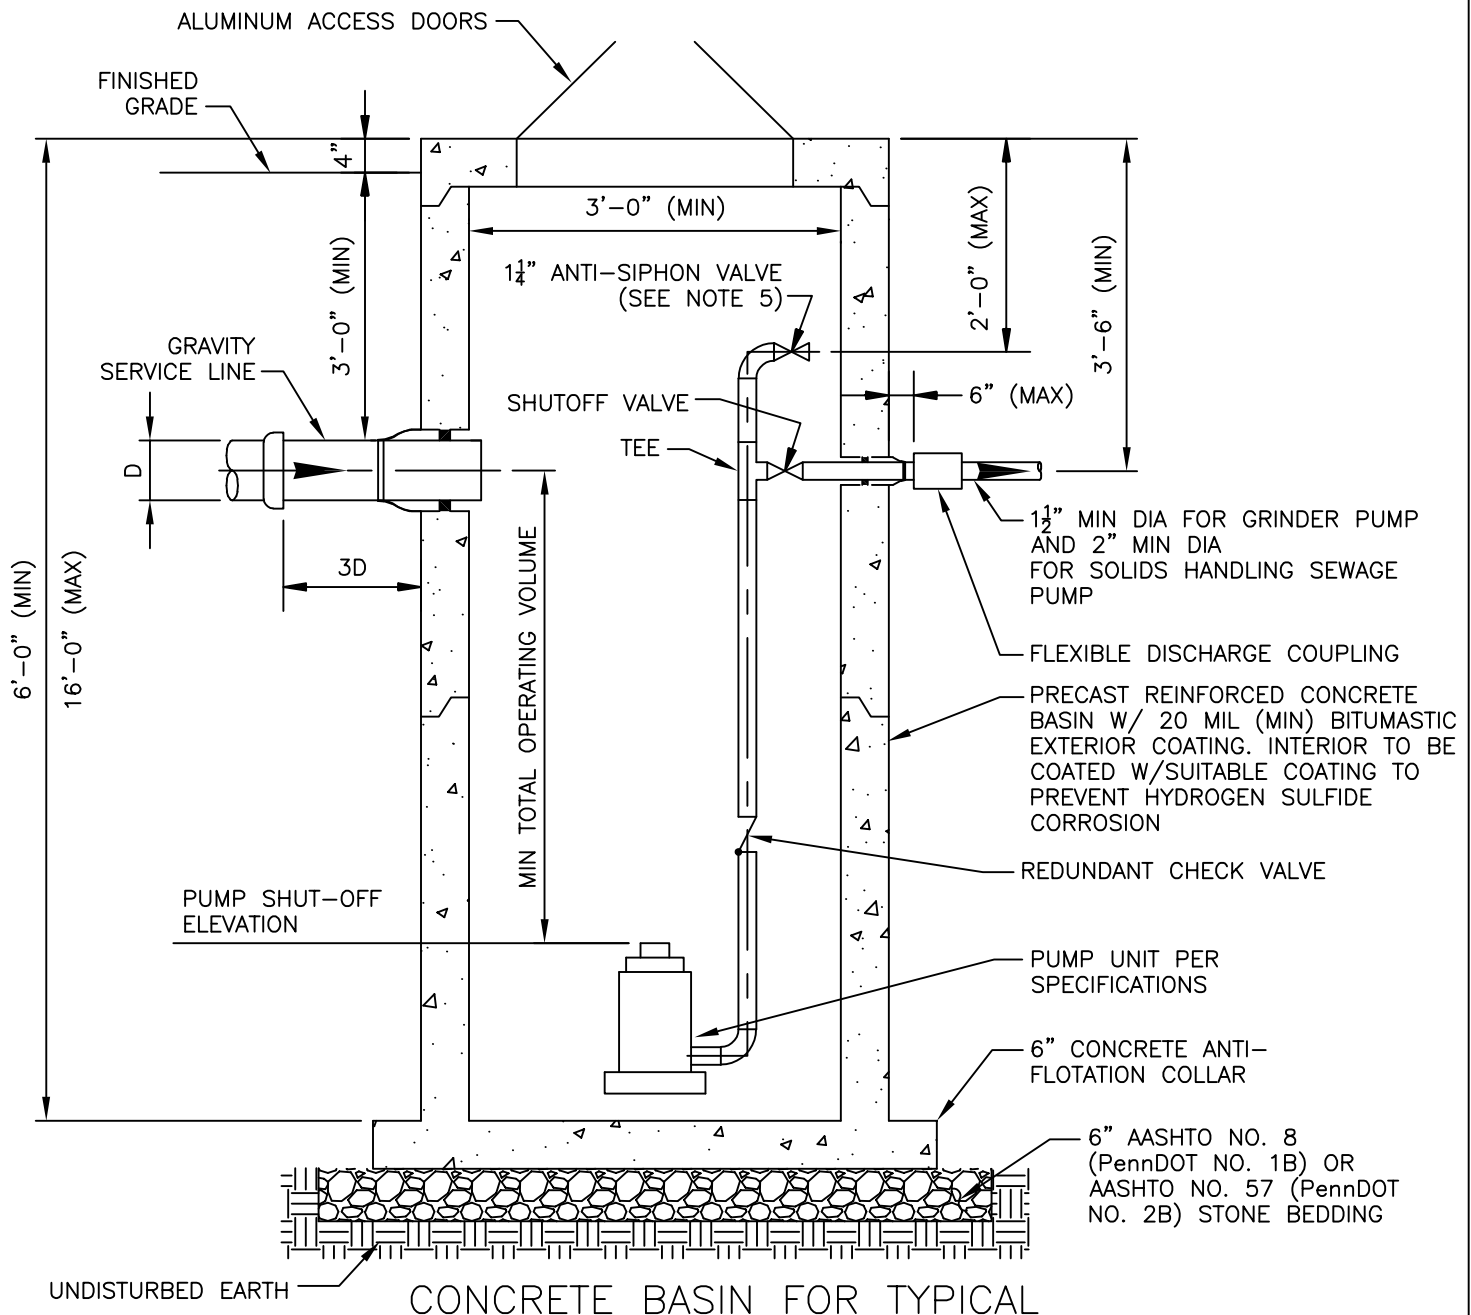 ALUMINUM ACCESS DOORS
FINISHED
GRADE
4"
3'-0" (MIN)
3'-0" (MIN)
2'-0" (MAX)
3'-6" (MIN)
1 1/4" ANTI-SIPHON VALVE
(SEE NOTE 5)
GRAVITY
SERVICE LINE
6" (MAX)
SHUTOFF VALVE
TEE
D
3D
1 1/2" MIN DIA FOR GRINDER PUMP
AND 2" MIN DIA
FOR SOLIDS HANDLING SEWAGE
PUMP
6'-0" (MIN)
16'-0" (MAX)
MIN TOTAL OPERATING VOLUME
FLEXIBLE DISCHARGE COUPLING
PRECAST REINFORCED CONCRETE
BASIN W/ 20 MIL (MIN) BITUMASTIC
EXTERIOR COATING. INTERIOR TO BE
COATED W/SUITABLE COATING TO
PREVENT HYDROGEN SULFIDE
CORROSION
REDUNDANT CHECK VALVE
PUMP SHUT-OFF
ELEVATION
PUMP UNIT PER
SPECIFICATIONS
6" CONCRETE ANTI-
FLOTATION COLLAR
6" AASHTO NO. 8
(PennDOT NO. 1B) OR
AASHTO NO. 57 (PennDOT
NO. 2B) STONE BEDDING
UNDISTURBED EARTH
CONCRETE BASIN FOR TYPICAL